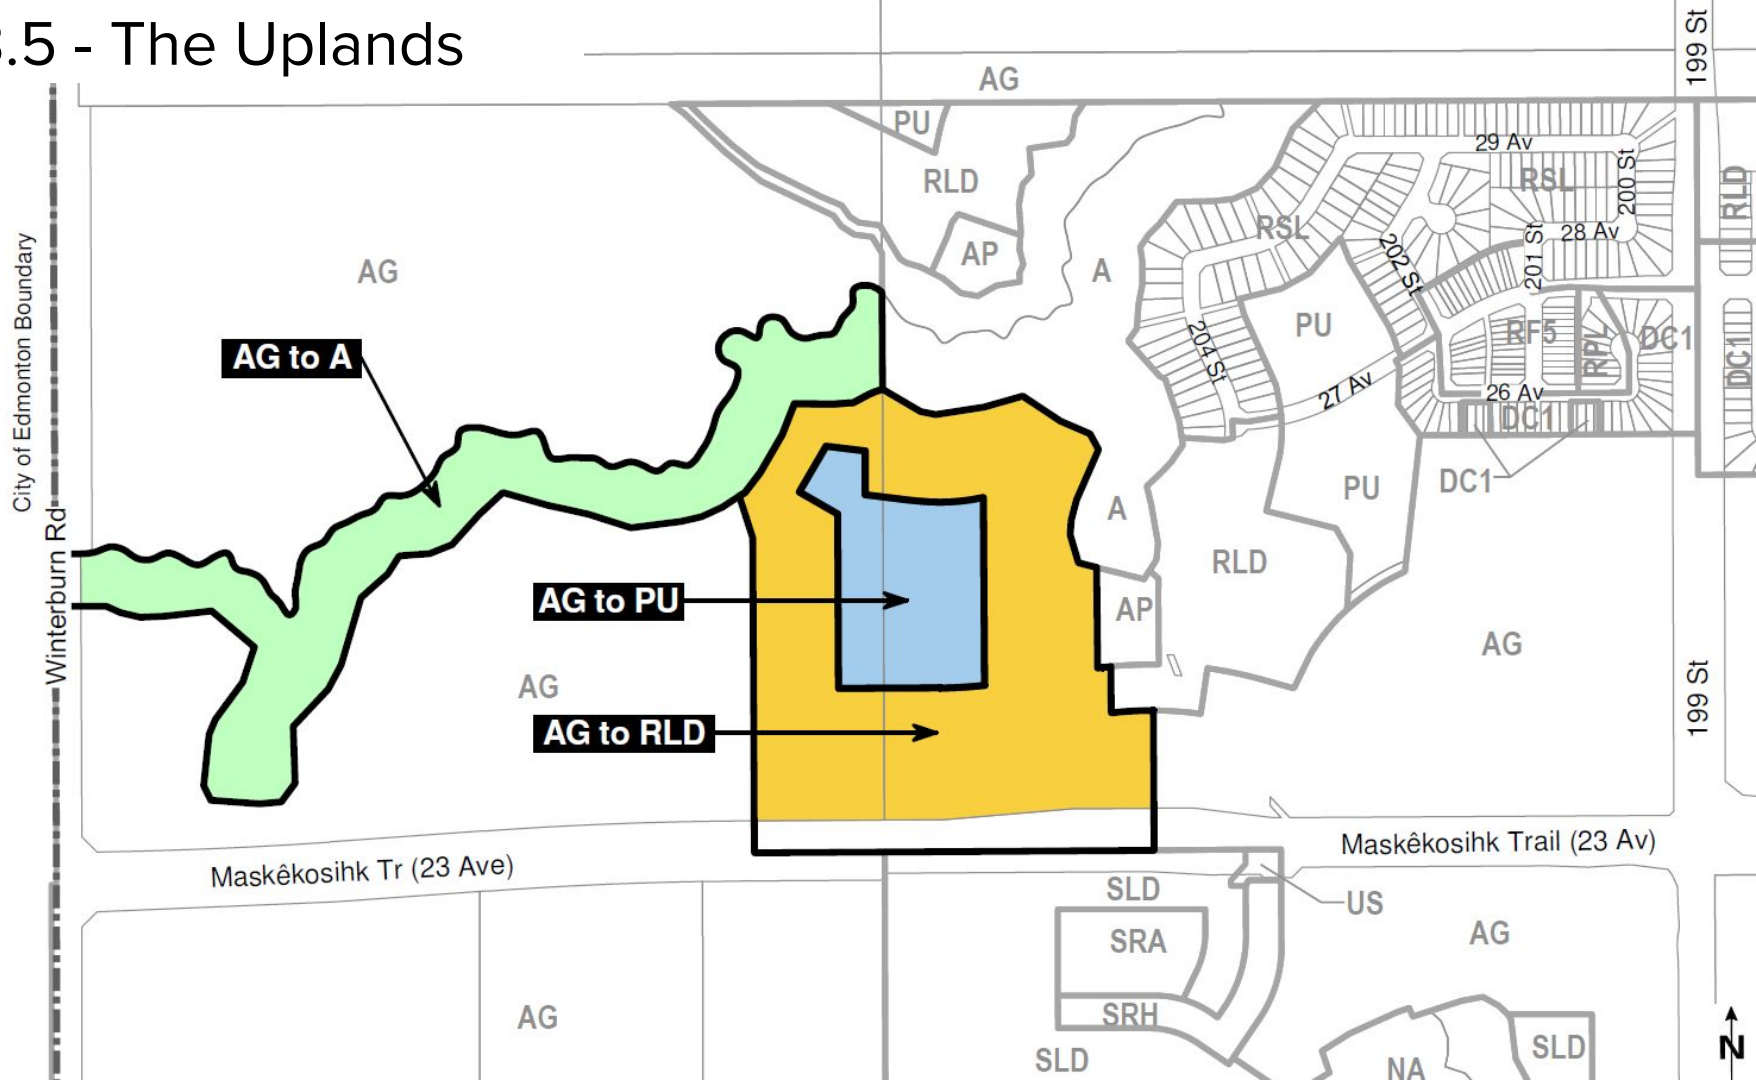 .5 - The Uplands
199 St
AG
PU
29 Av
RLD
RSL
200 St
RLD
AP
RSL
201 St
28 Av
202 St
A
AG
City of Edmonton Boundary
PU
204 St
RF5
RPL
DC1
DC1
AG to A
27 Av
26 Av
DC1
A
PU
DC1
Winterburn Rd
RLD
AG to PU
AP
AG
AG
199 St
AG to RLD
Maskêkosihk Trail (23 Av)
Maskêkosihk Tr (23 Ave)
SLD
US
SRA
AG
AG
SRH
SLD
SLD
NA
N